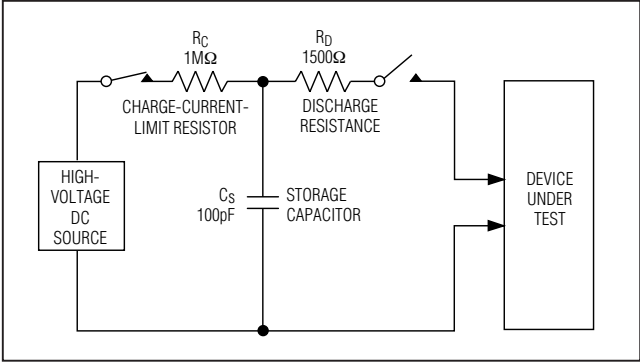 R_C
1MΩ
CHARGE-CURRENT-
LIMIT RESISTOR
R_D
1500Ω
DISCHARGE
RESISTANCE
HIGH-
VOLTAGE
DC
SOURCE
C_S
100pF
STORAGE
CAPACITOR
DEVICE
UNDER
TEST